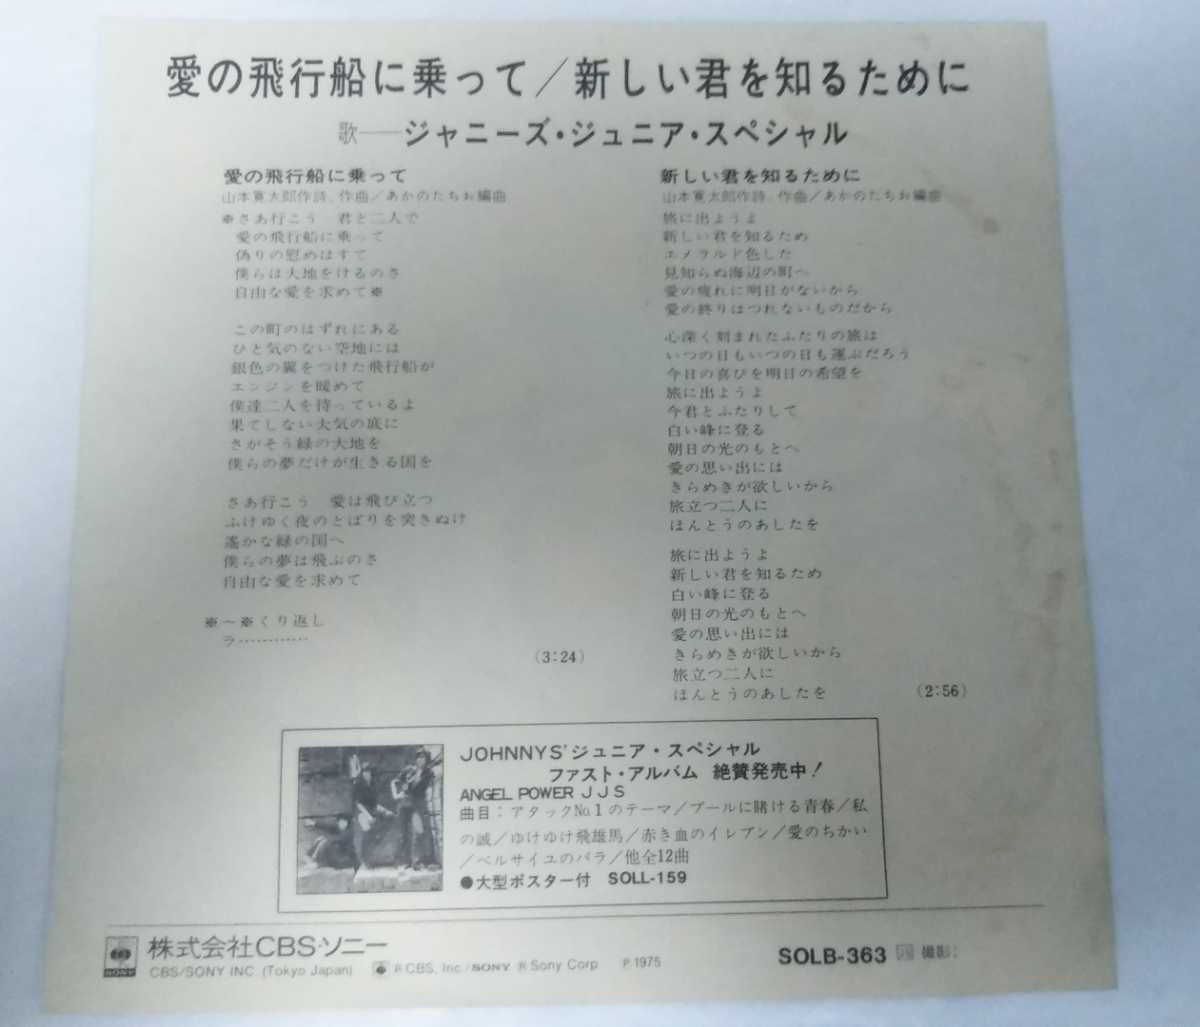 愛の飛行船に乗って／新しい君を知るために
歌──ジャニーズ・ジュニア・スペシャル
愛の飛行船に乗って
山本寛太郎作詩、作曲／あかのたちお編曲
※さあ行こう　君と二人で
愛の飛行船に乗って
偽りの慰めはすて
僕らは大地をけるのさ
自由な愛を求めて※
この町のはずれにある
ひと気のない空地には
銀色の翼をつけた飛行船が
エンジンを暖めて
僕達二人を待っているよ
果てしない大気の底に
さがそう緑の大地を
僕らの夢だけが生きる国を
さあ行こう　愛は飛び立つ
ふけゆく夜のとばりを突きぬけ
遙かな緑の国へ
僕らの夢は飛ぶのさ
自由な愛を求めて
※～※くり返し
ラ…………
(3:24)
新しい君を知るために
山本寛太郎作詩、作曲／あかのたちお編曲
旅に出ようよ
新しい君を知るため
エメラルド色した
見知らぬ海辺の町へ
愛の疲れに明日がないから
愛の終りはつれないものだから
心深く刻まれたふたりの旅は
いつの日もいつの日も運ぶだろう
今日の喜びを明日の希望を
旅に出ようよ
今君とふたりして
白い峰に登る
朝日の光のもとへ
愛の思い出には
きらめきが欲しいから
旅立つ二人に
ほんとうのあしたを
旅に出ようよ
新しい君を知るため
白い峰に登る
朝日の光のもとへ
愛の思い出には
きらめきが欲しいから
旅立つ二人に
ほんとうのあしたを
(2:56)
JOHNNYS'ジュニア・スペシャル
ファスト・アルバム 絶賛発売中！
ANGEL POWER J J S
曲目：アタックNo.1のテーマ／プールに賭ける青春／私
の誠／ゆけゆけ飛雄馬／赤き血のイレブン／愛のちかい
／ベルサイユのバラ／他全12曲
●大型ポスター付 SOLL-159
SONY
株式会社CBS・ソニー
CBS/SONY INC. (Tokyo Japan)
® CBS, Inc./SONY ® Sony Corp
P 1975
SOLB-363
撮影：